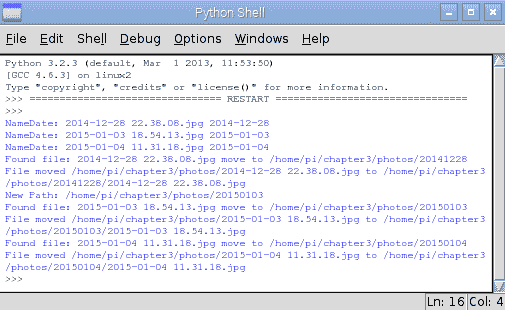 Python Shell
File Edit Shell Debug Options Windows Help
Python 3.2.3 (default, Mar  1 2013, 11:53:50)
[GCC 4.6.3] on linux2
Type "copyright", "credits" or "license()" for more information.
>>> ================================ RESTART ================================
>>>
NameDate: 2014-12-28 22.38.08.jpg 2014-12-28
NameDate: 2015-01-03 18.54.13.jpg 2015-01-03
NameDate: 2015-01-04 11.31.18.jpg 2015-01-04
Found file: 2014-12-28 22.38.08.jpg move to /home/pi/chapter3/photos/20141228
File moved /home/pi/chapter3/photos/2014-12-28 22.38.08.jpg to /home/pi/chapter3
/photos/20141228/2014-12-28 22.38.08.jpg
New Path: /home/pi/chapter3/photos/20150103
Found file: 2015-01-03 18.54.13.jpg move to /home/pi/chapter3/photos/20150103
File moved /home/pi/chapter3/photos/2015-01-03 18.54.13.jpg to /home/pi/chapter3
/photos/20150103/2015-01-03 18.54.13.jpg
Found file: 2015-01-04 11.31.18.jpg move to /home/pi/chapter3/photos/20150104
File moved /home/pi/chapter3/photos/2015-01-04 11.31.18.jpg to /home/pi/chapter3
/photos/20150104/2015-01-04 11.31.18.jpg
>>>
Ln: 16 Col: 4